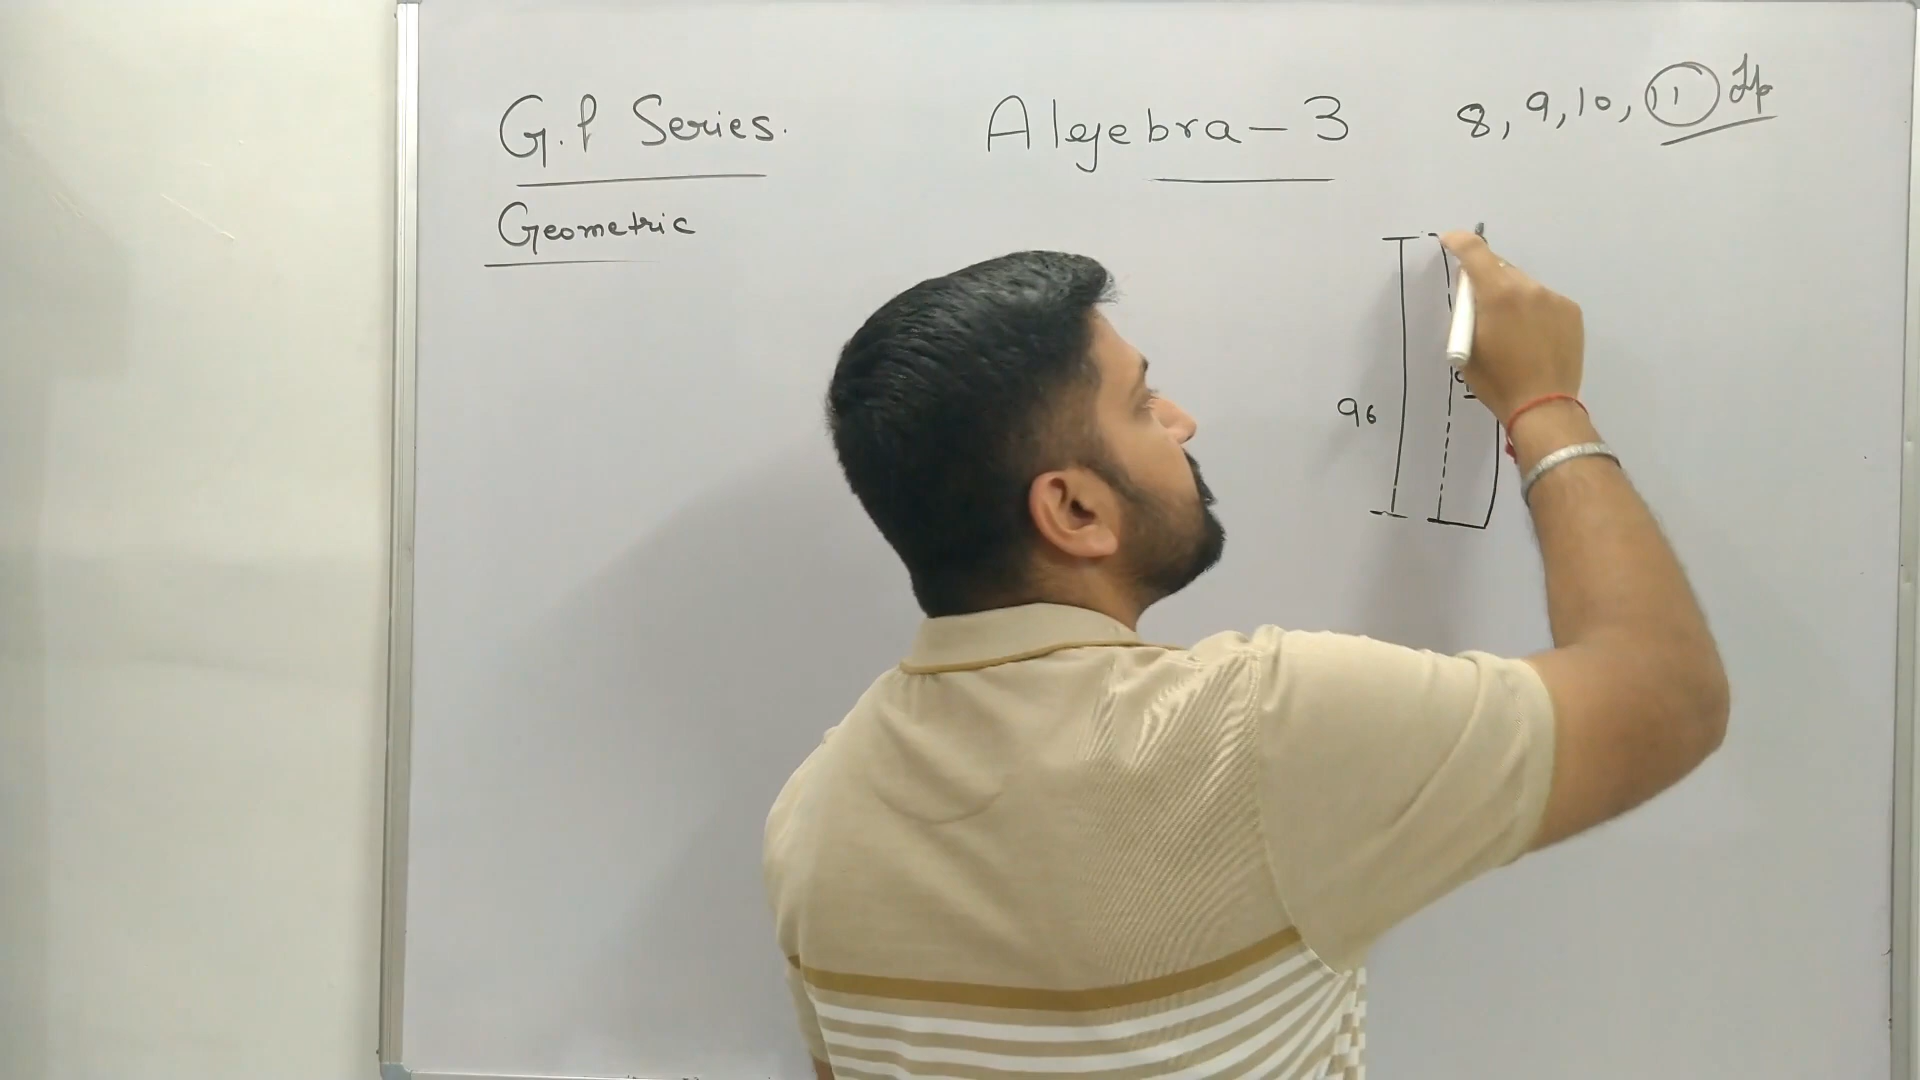 G.P Series.
Algebra-3
8, 9, 10, 11
Geometric
96